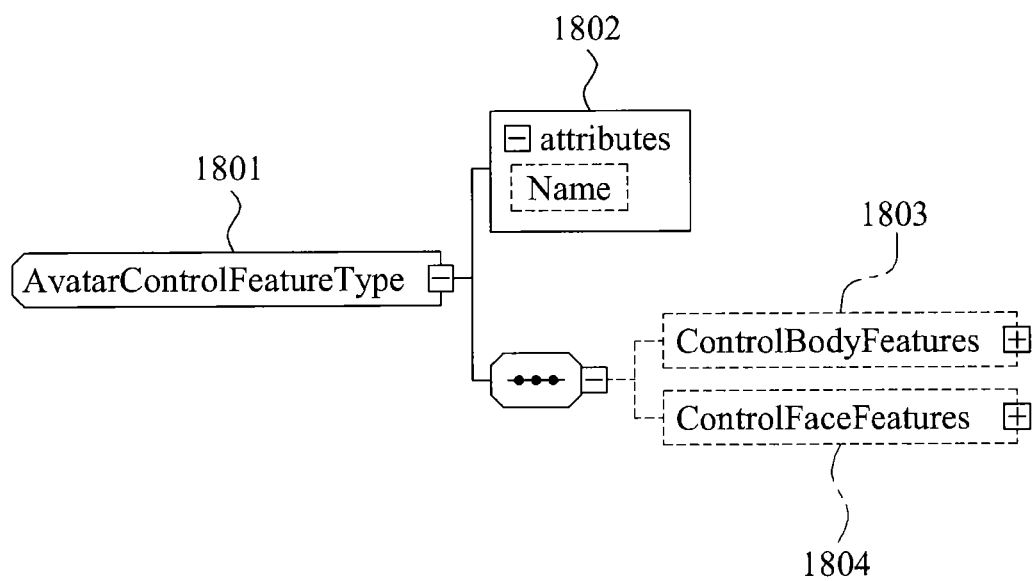 1802
attributes
Name
1801
AvatarControlFeatureType
1803
ControlBodyFeatures
ControlFaceFeatures
1804